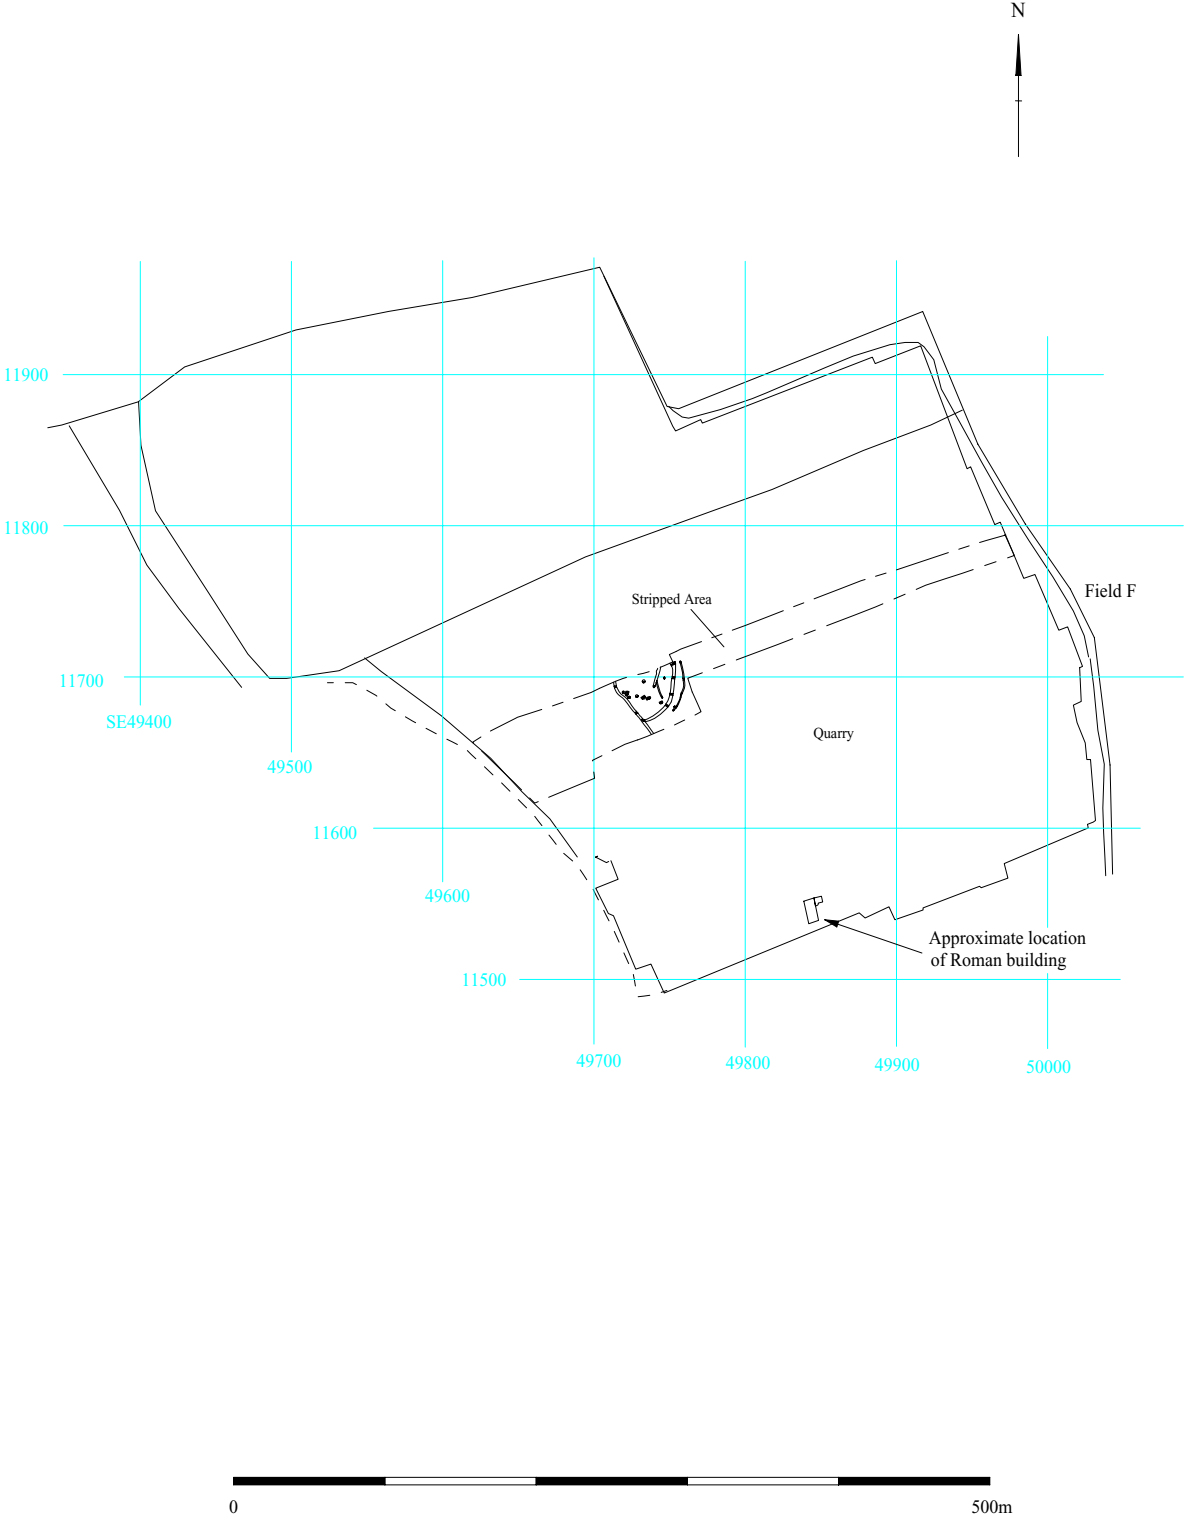 N
11900
11800
Field F
Stripped Area
11700
SE49400
Quarry
49500
11600
49600
Approximate location
of Roman building
11500
49700
49800
49900
50000
0
500m